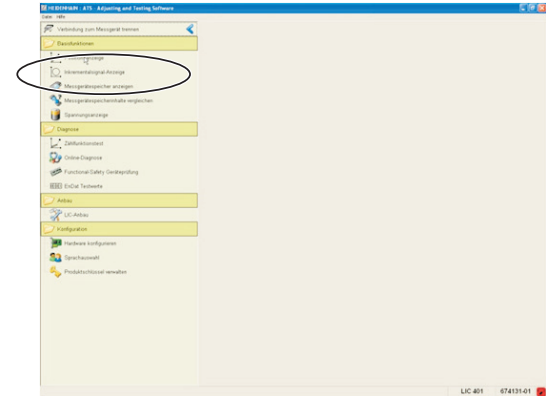 HEIDENHAIN : ATS - Adjusting and Testing Software
Datei Hilfe
Verbindung zum Messgerät trennen
Basisfunktionen
Inkrementalsignal-Anzeige
Messgerätespeicher anzeigen
Messgerätespeicherinhalte vergleichen
Spannungsanzeige
Diagnose
Zählfunktionstest
Online-Diagnose
Functional Safety Geräteprüfung
EnDat Testwerte
Anbau
LIC-Anbau
Konfiguration
Hardware konfigurieren
Sprachauswahl
Produktschlüssel verwalten
LIC 401 674131-01